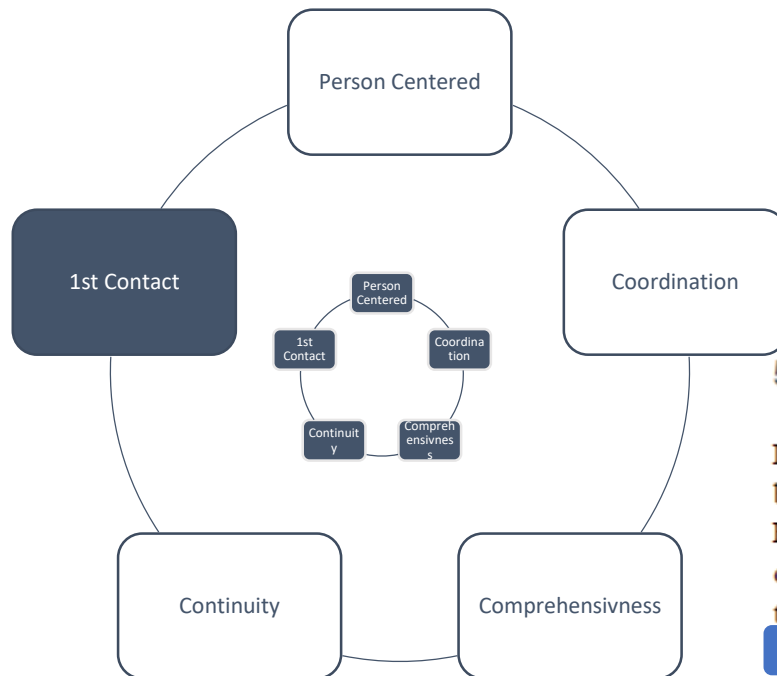 Person Centered
1st Contact
Coordination
Person
Centered
1st
Contact
Coordina
tion
Continuit
y
Compreh
ensivnes
s
Continuity
Comprehensivness